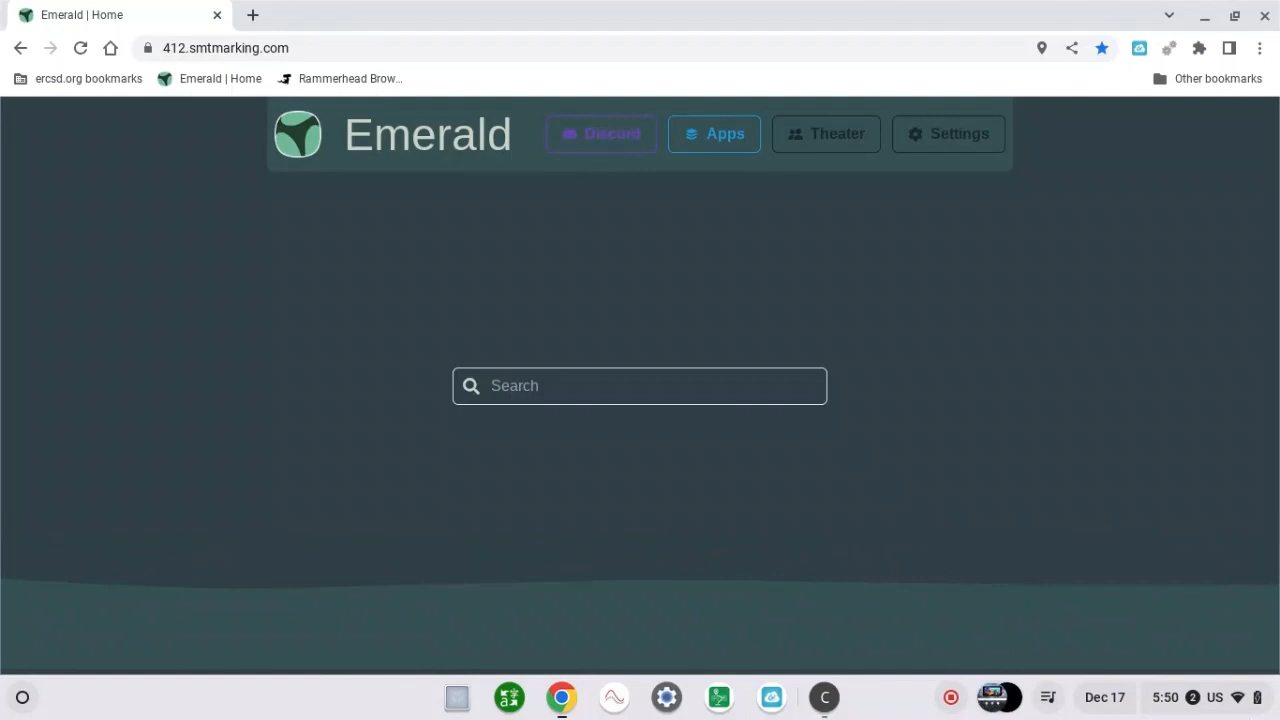 Emerald | Home
412.smtmarking.com
ercsd.org bookmarks
Emerald | Home
Rammerhead Brow...
Other bookmarks
Emerald
Discord
Apps
Theater
Settings
Search
C
Dec 17
5:50
2
US